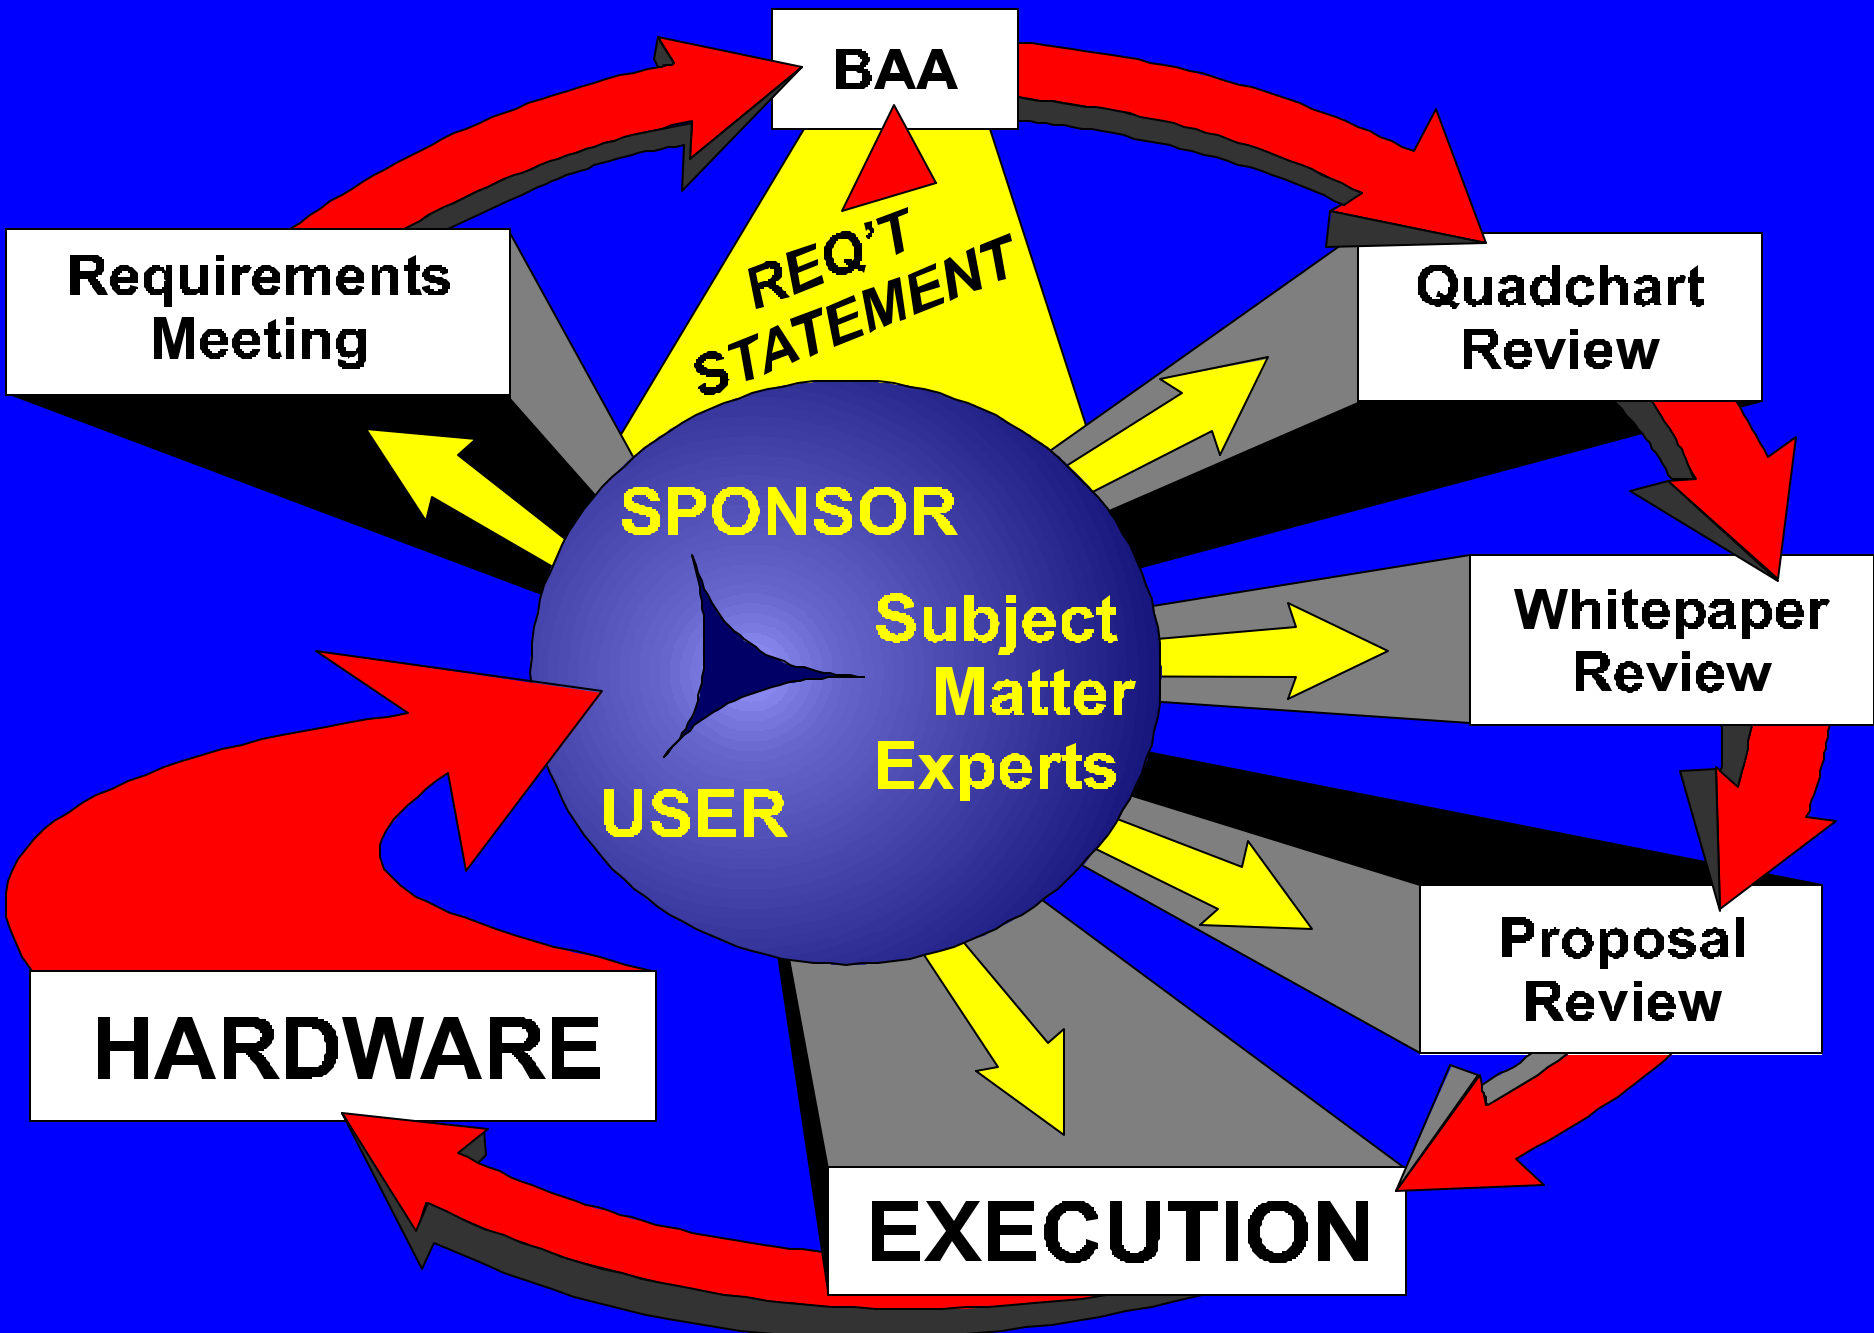 BAA
REQ'T
STATEMENT
Requirements
Meeting
Quadchart
Review
SPONSOR
Subject
Matter
Experts
USER
Whitepaper
Review
Proposal
Review
HARDWARE
EXECUTION